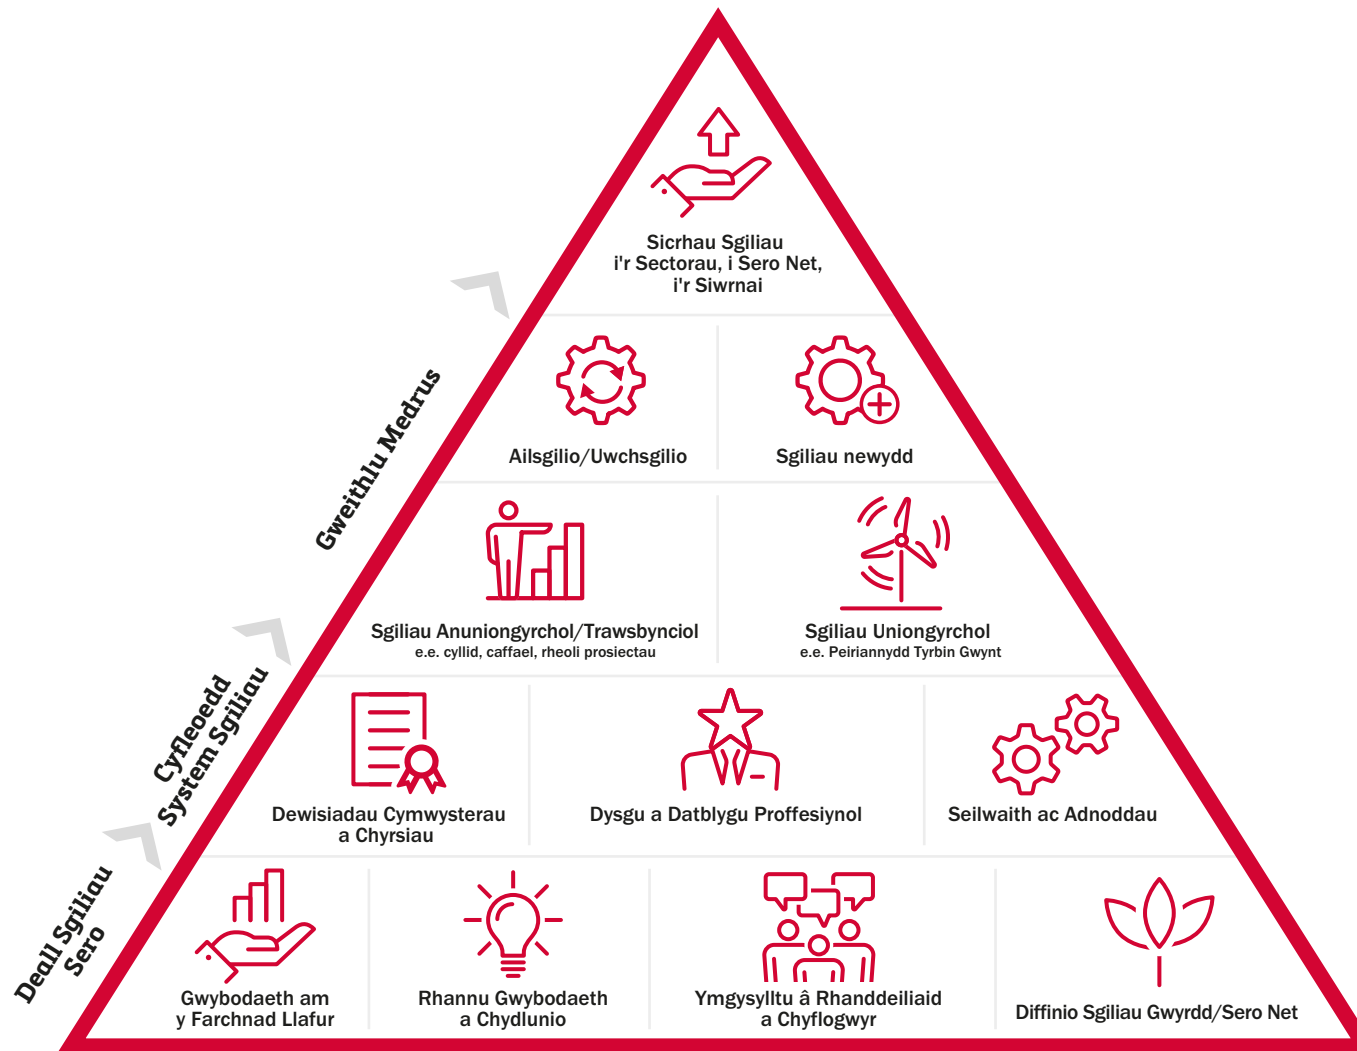 Sicrhau Sgiliau
i'r Sectorau, i Sero Net,
i'r Siwrnai
Gweithlu Medrus
Ailsgilio/Uwchsgilio
Sgiliau newydd
Sgiliau Anuniongyrchol/Trawsbynciol
e.e. cyllid, caffael, rheoli prosiectau
Sgiliau Uniongyrchol
e.e. Peiriannydd Tyrbin Gwynt
Cyfleoedd
System Sgiliau
Dewisiadau Cymwysterau
a Chyrsiau
Dysgu a Datblygu Proffesiynol
Seilwaith ac Adnoddau
Deall Sgiliau
Sero
Gwybodaeth am
y Farchnad Llafur
Rhannu Gwybodaeth
a Chydlunio
Ymgysylltu â Rhanddeiliaid
a Chyflogwyr
Diffinio Sgiliau Gwyrdd/Sero Net